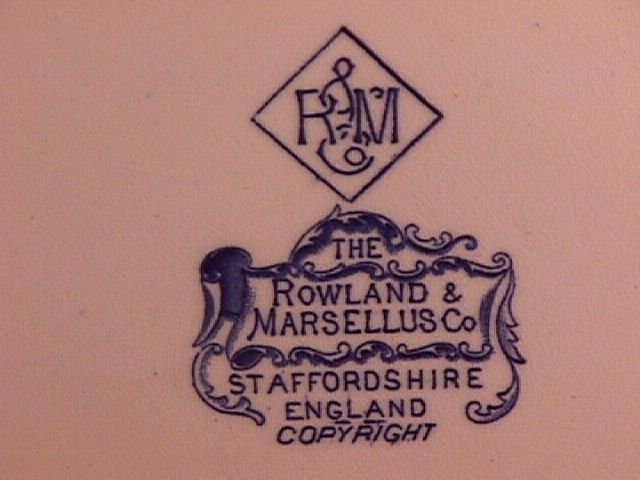 R & M
Co
THE
ROWLAND &
MARSELLUS Co
STAFFORDSHIRE
ENGLAND
COPYRIGHT